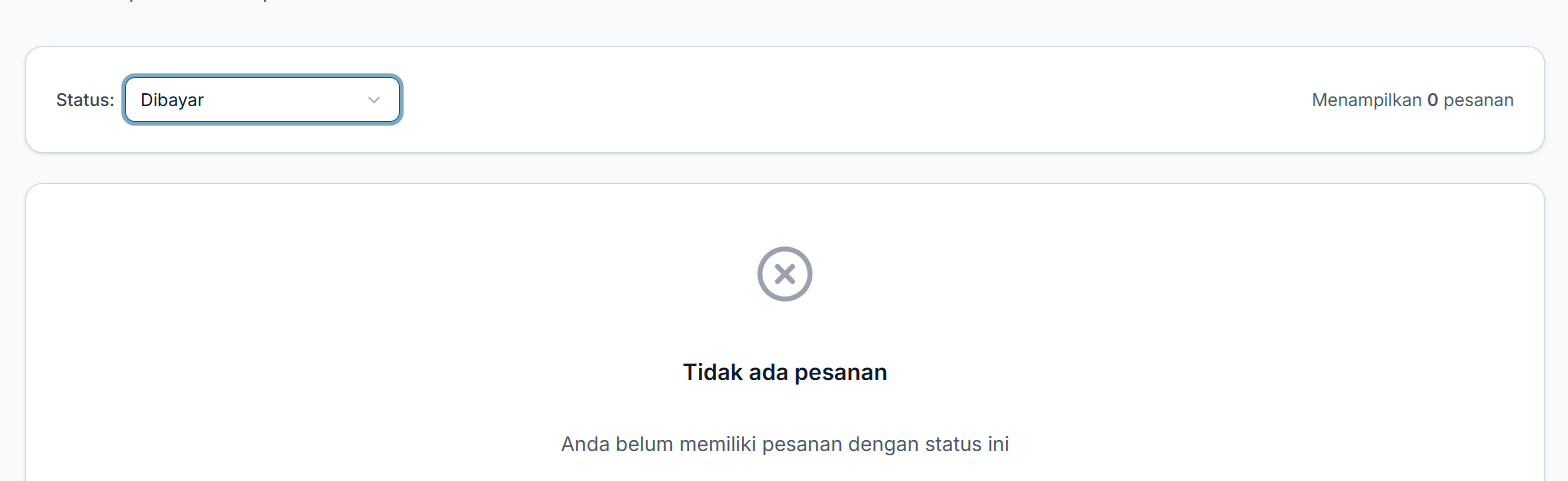 Status: Dibayar
Menampilkan 0 pesanan
Tidak ada pesanan
Anda belum memiliki pesanan dengan status ini